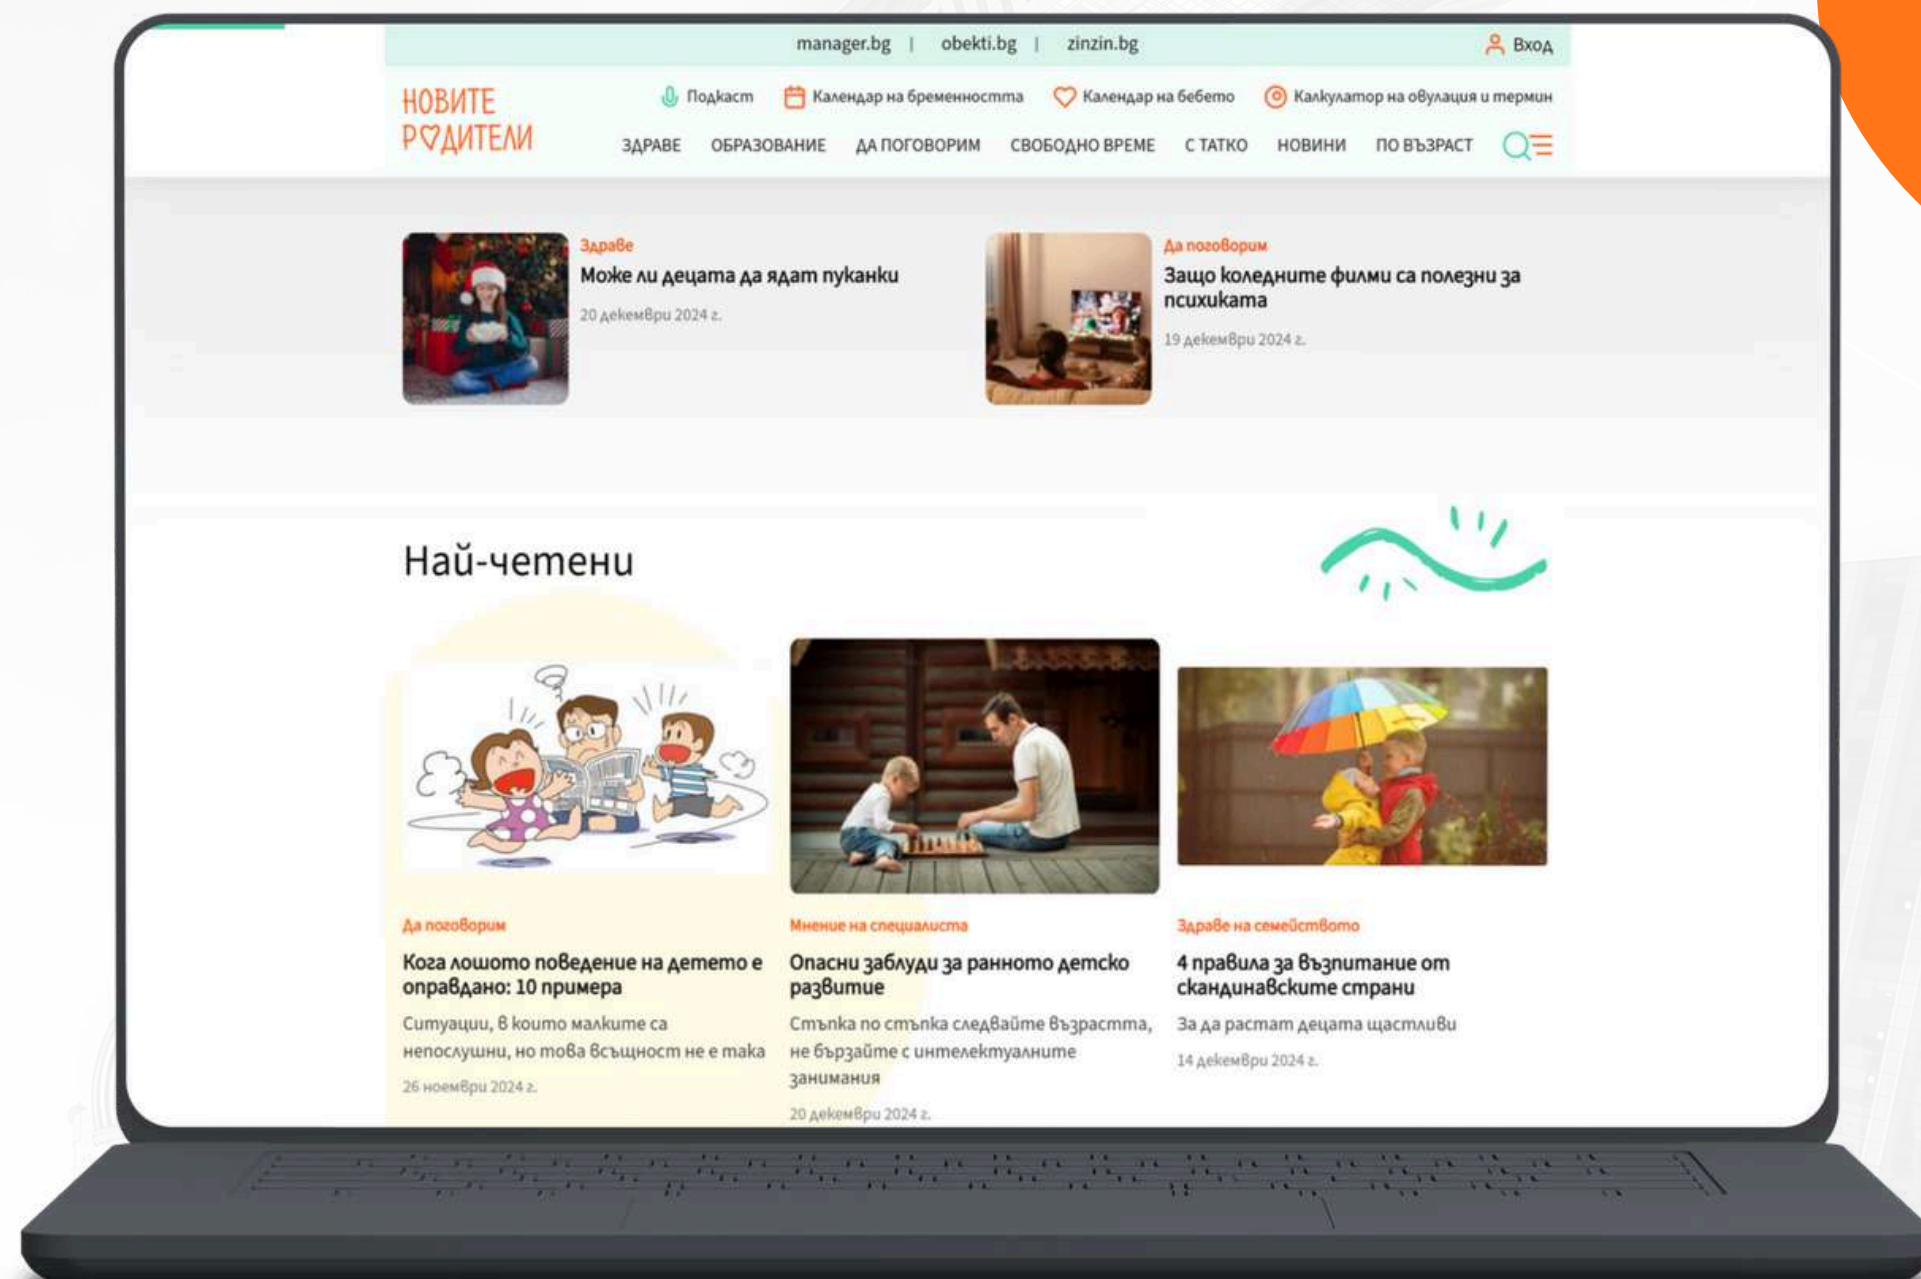 manager.bg | obekti.bg | zinzin.bg
Вход
НОВИТЕ
РОДИТЕЛИ
Подкаст Календар на бременността Календар на бебето Калкулатор на овулация и термин
ЗДРАВЕ ОБРАЗОВАНИЕ ДА ПОГОВОРИМ СВОБОДНО ВРЕМЕ С ТАТКО НОВИНИ ПО ВЪЗРАСТ
Здраве
Може ли децата да ядат пуканки
20 декември 2024 г.
Да поговорим
Защо коледните филми са полезни за
психиката
19 декември 2024 г.
Най-четени
Да поговорим
Кога лошото поведение на детето е
оправдано: 10 примера
Ситуации, в които малките са
непослушни, но това всъщност не е така
26 ноември 2024 г.
Мнение на специалиста
Опасни заблуди за ранното детско
развитие
Стъпка по стъпка следвайте възрастта,
не бързайте с интелектуалните
занимания
20 декември 2024 г.
Здраве на семейството
4 правила за възпитание от
скандинавските страни
За да растат децата щастливи
14 декември 2024 г.